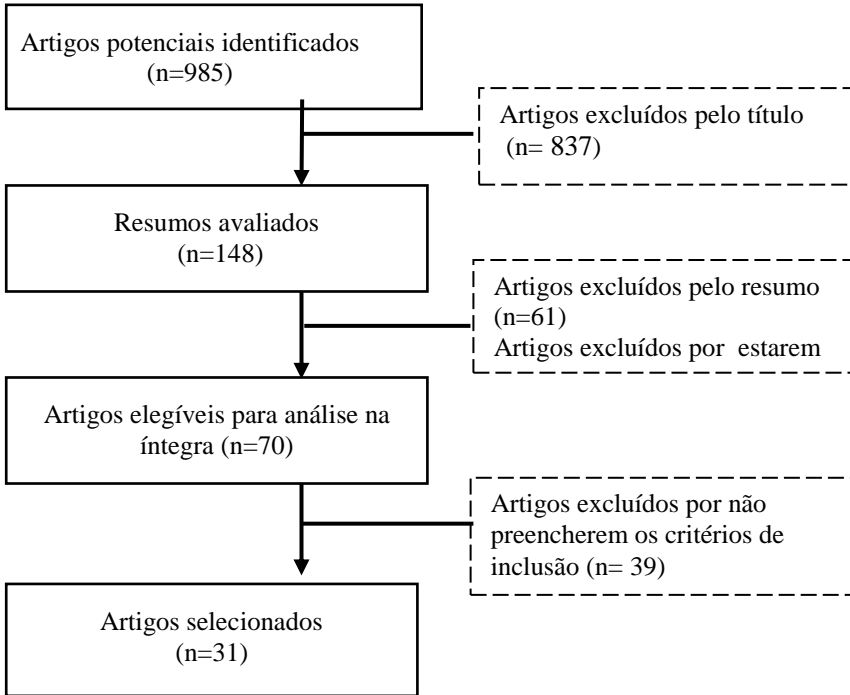 Artigos potenciais identificados
(n=985)
Artigos excluídos pelo título
(n= 837)
Resumos avaliados
(n=148)
Artigos excluídos pelo resumo
(n=61)
Artigos excluídos por estarem
Artigos elegíveis para análise na
íntegra (n=70)
Artigos excluídos por não
preencherem os critérios de
inclusão (n= 39)
Artigos selecionados
(n=31)